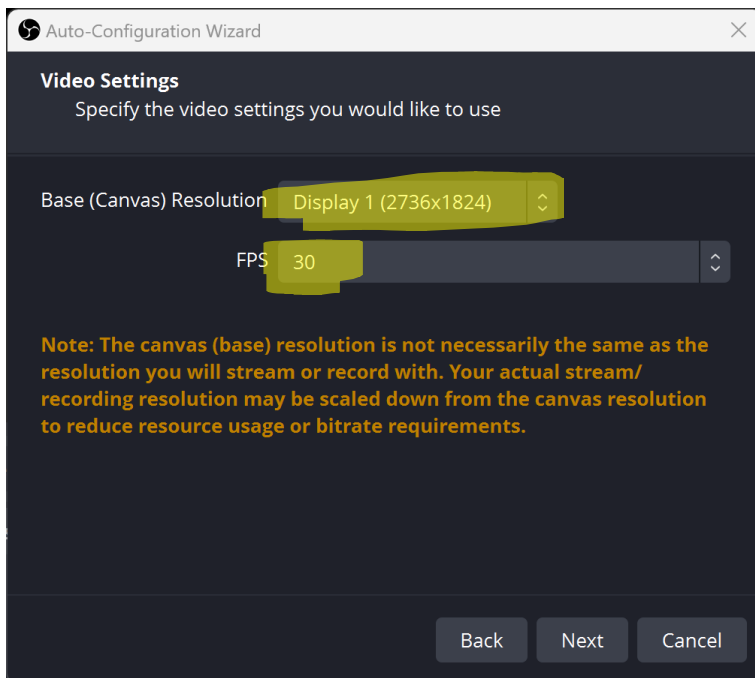 Auto-Configuration Wizard
Video Settings
Specify the video settings you would like to use
Base (Canvas) Resolution Display 1 (2736x1824)
FPS 30
Note: The canvas (base) resolution is not necessarily the same as the
resolution you will stream or record with. Your actual stream/
recording resolution may be scaled down from the canvas resolution
to reduce resource usage or bitrate requirements.
Back Next Cancel